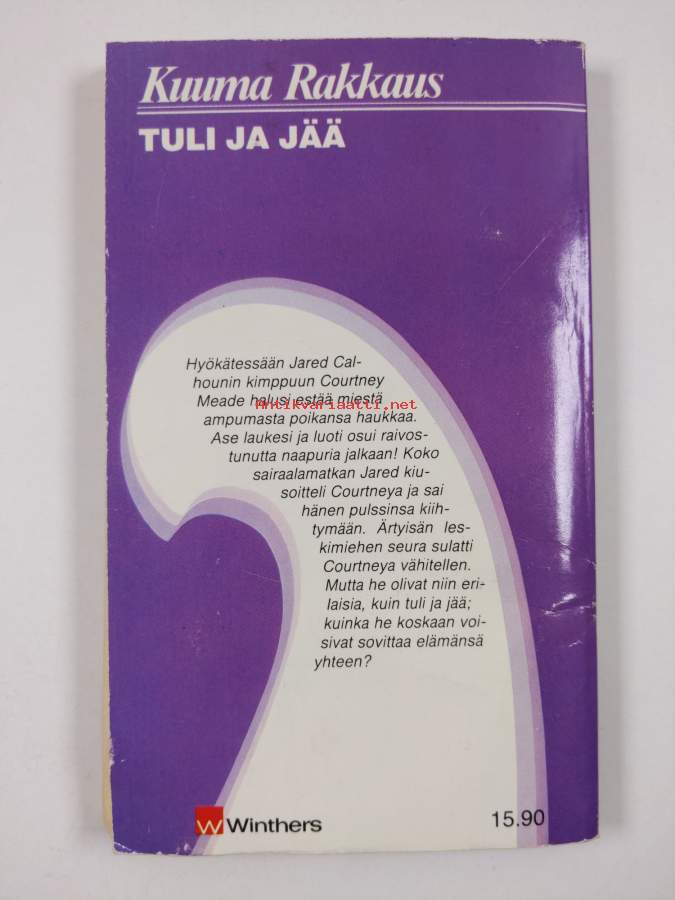 Kuuma Rakkaus
TULI JA JÄÄ
Hyökätessään Jared Cal-
hounin kimppuun Courtney
Meade halusi estää miestä
Antikvariaatti.net
ampumasta poikansa haukkaa.
Ase laukesi ja luoti osui raivos-
tunutta naapuria jalkaan! Koko
sairaalamatkan Jared kiu-
soitteli Courtneya ja sai
hänen pulssinsa kiih-
tymään. Ärtyisän les-
kimiehen seura sulatti
Courtneya vähitellen.
Mutta he olivat niin eri-
laisia, kuin tuli ja jää;
kuinka he koskaan voi-
sivat sovittaa elämänsä
yhteen?
W Winthers
15.90